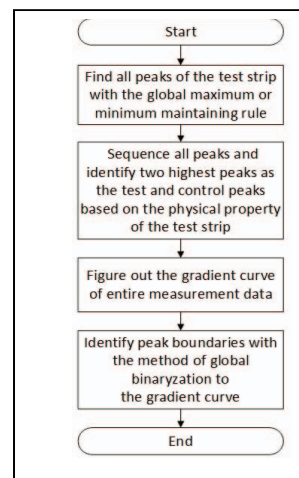 Start
Find all peaks of the test strip
with the global maximum or
minimum maintaining rule
Sequence all peaks and
identify two highest peaks as
the test and control peaks
based on the physical property
of the test strip
Figure out the gradient curve
of entire measurement data
Identify peak boundaries with
the method of global
binaryzation to
the gradient curve
End